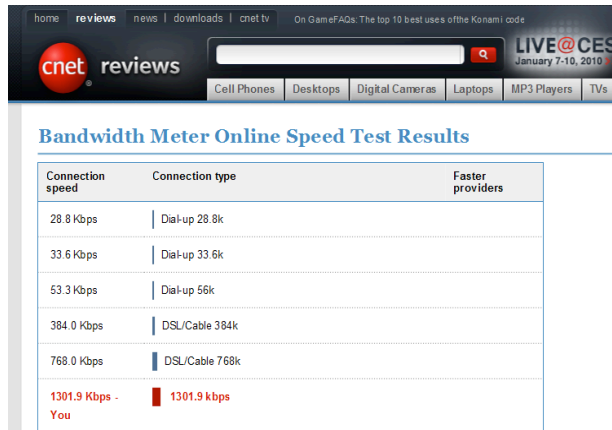 home reviews news | downloads | cnet tv On GameFAQs: The top 10 best uses of the Konami code
cnet reviews
LIVE@CES
January 7-10, 2010
Cell Phones Desktops Digital Cameras Laptops MP3 Players TVs
Bandwidth Meter Online Speed Test Results
Connection speed Connection type Faster providers
28.8 Kbps Dial-up 28.8k
33.6 Kbps Dial-up 33.6k
53.3 Kbps Dial-up 56k
384.0 Kbps DSL/Cable 384k
768.0 Kbps DSL/Cable 768k
1301.9 Kbps - 1301.9 kbps
You